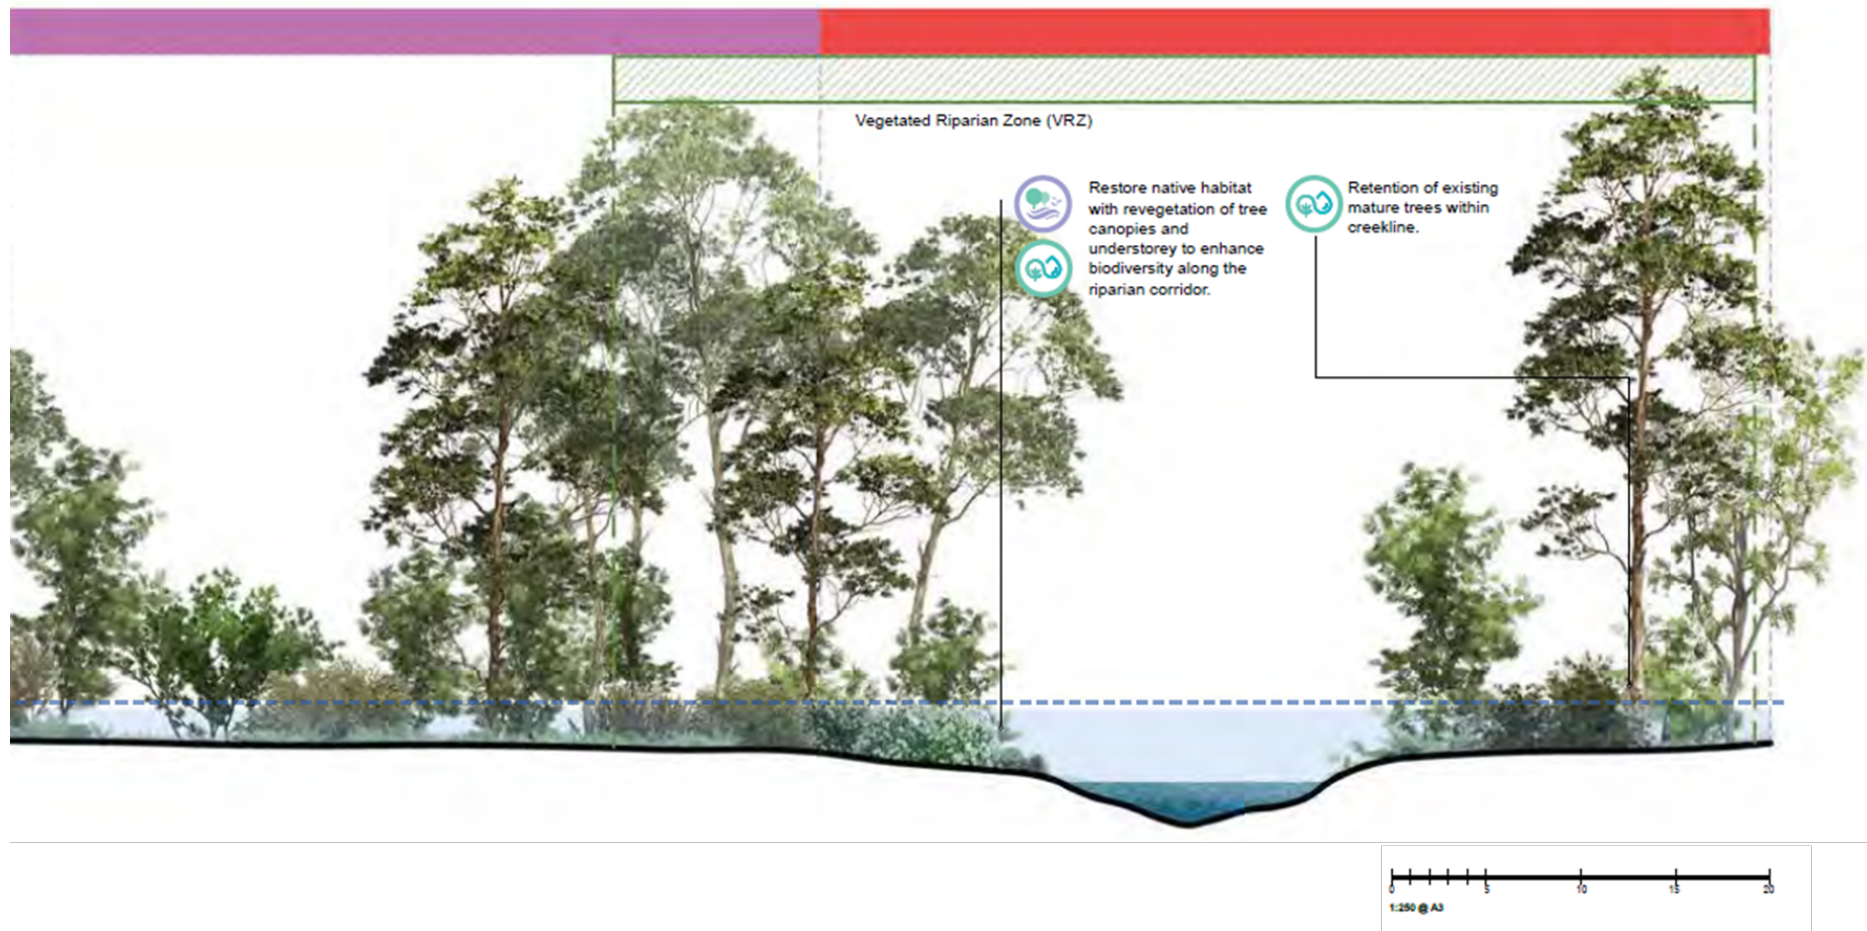 Vegetated Riparian Zone (VRZ)
Restore native habitat
with revegetation of tree
canopies and
understorey to enhance
biodiversity along the
riparian corridor.
Retention of existing
mature trees within
creekline.
0 5 10 15 20
1:250 @ A3